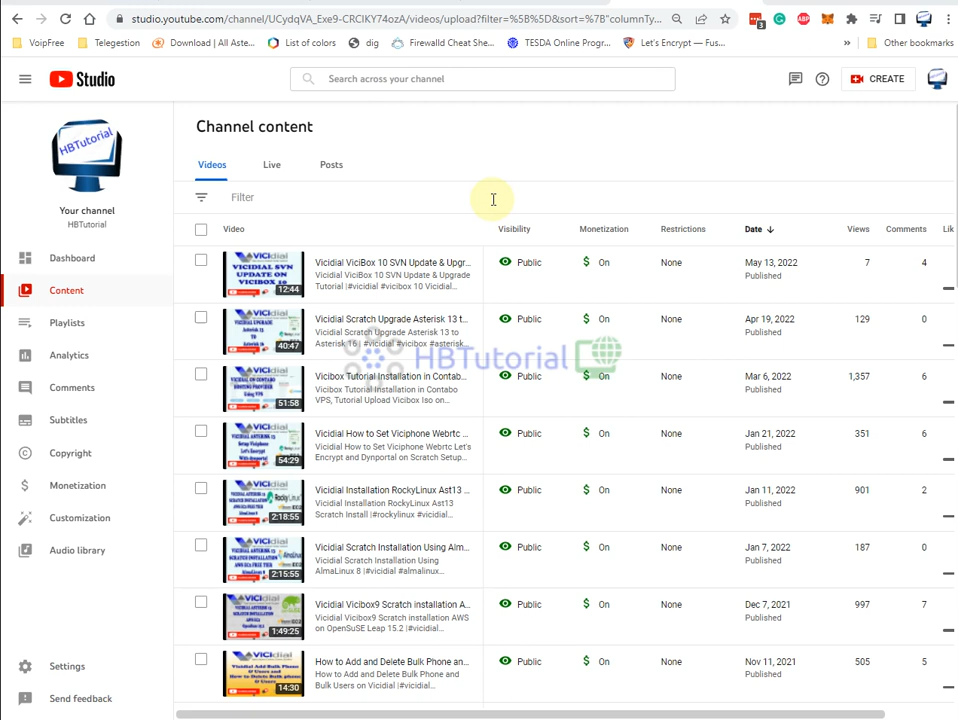 studio.youtube.com/channel/UCydqVA_Exe9-CRCIKY74ozA/videos/upload?filter=%5B%5D&sort=%7B"columnTy...
3
VoipFree
Telegestion
Download | All Aste...
List of colors
dig
Firewalld Cheat She...
TESDA Online Progr...
Let's Encrypt — Fus...
»
Other bookmarks
Studio
Search across your channel
CREATE
HBTutorial
Your channel
HBTutorial
Dashboard
Content
Playlists
Analytics
Comments
Subtitles
Copyright
Monetization
Customization
Audio library
Settings
Send feedback
Channel content
Videos Live Posts
Filter
Video Visibility Monetization Restrictions Date Views Comments Lik
VICIdial
VICIDIAL SVN
UPDATE ON
VICIBOX 10
12:44
Vicidial ViciBox 10 SVN Update & Upgr...
Vicidial ViciBox 10 SVN Update & Upgrade
Tutorial |#vicidial #vicibox 10 Vicidial...
Public On None May 13, 2022 7 4
Published
40:47
Vicidial Scratch Upgrade Asterisk 13 t...
Vicidial Scratch Upgrade Asterisk 13 to
Asterisk 16 | #vicidial #vicibox #asterisk...
Public On None Apr 19, 2022 129 0
Published
HBTutorial
51:58
Vicibox Tutorial Installation in Contab...
Vicibox Tutorial Installation in Contabo
VPS, Tutorial Upload Vicibox Iso on...
Public On None Mar 6, 2022 1,357 6
Published
54:29
Vicidial How to Set Viciphone Webrtc ...
Vicidial How to Set Viciphone Webrtc Let's
Encrypt and Dynportal on Scratch Setup...
Public On None Jan 21, 2022 351 6
Published
2:18:55
Vicidial Installation RockyLinux Ast13 ...
Vicidial Installation RockyLinux Ast13
Scratch Install |#rockylinux #vicidial...
Public On None Jan 11, 2022 901 2
Published
2:15:55
Vicidial Scratch Installation Using Alm...
Vicidial Scratch Installation Using
AlmaLinux 8 |#vicidial #almalinux...
Public On None Jan 7, 2022 187 0
Published
1:49:25
Vicidial Vicibox9 Scratch installation A...
Vicidial Vicibox9 Scratch installation AWS
on OpenSuSE Leap 15.2 |#vicidial...
Public On None Dec 7, 2021 997 7
Published
14:30
How to Add and Delete Bulk Phone an...
How to Add and Delete Bulk Phone and
Bulk Users on Vicidial |#vicidial...
Public On None Nov 11, 2021 505 5
Published